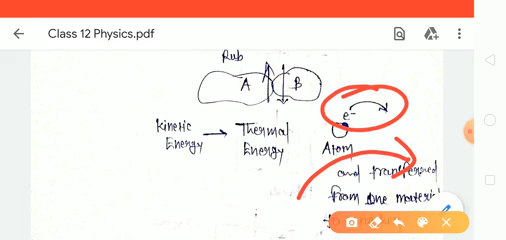 Class 12 Physics.pdf
Rub
A B
e-
Kinetic Energy → Thermal Energy
Atom
and transferred
from one material